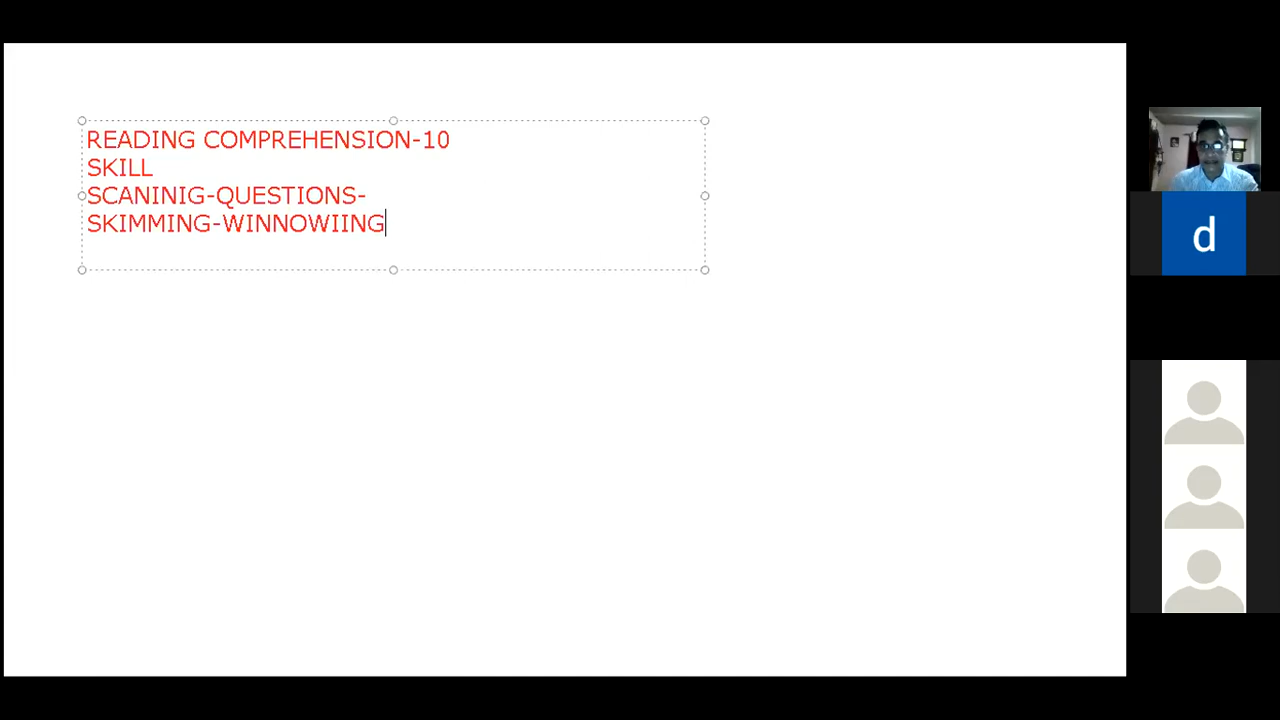 READING COMPREHENSION-10
SKILL
SCANINIG-QUESTIONS-
SKIMMING-WINNOWIING
d